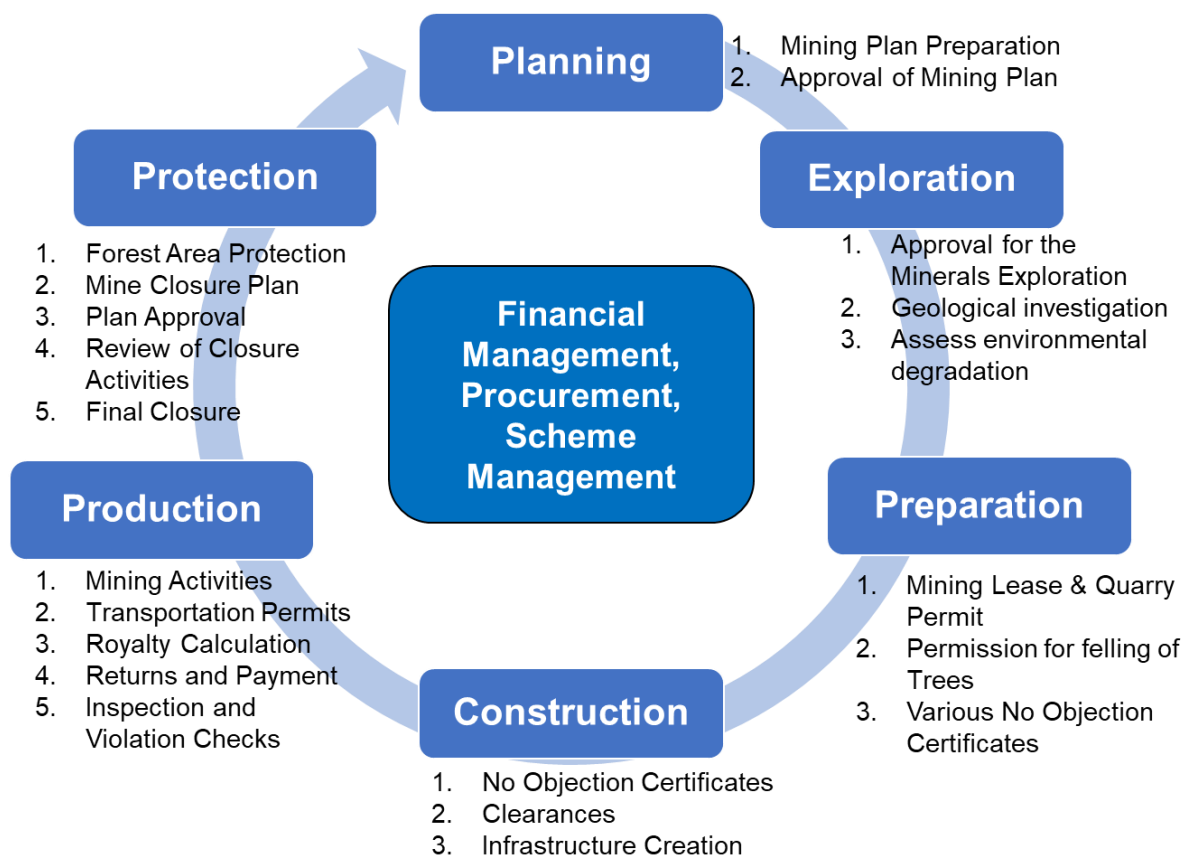 Planning
1. Mining Plan Preparation
2. Approval of Mining Plan
Exploration
1. Approval for the
Minerals Exploration
2. Geological investigation
3. Assess environmental
degradation
Preparation
1. Mining Lease & Quarry
Permit
2. Permission for felling of
Trees
3. Various No Objection
Certificates
Construction
1. No Objection Certificates
2. Clearances
3. Infrastructure Creation
Production
1. Mining Activities
2. Transportation Permits
3. Royalty Calculation
4. Returns and Payment
5. Inspection and
Violation Checks
Protection
1. Forest Area Protection
2. Mine Closure Plan
3. Plan Approval
4. Review of Closure
Activities
5. Final Closure
Financial
Management,
Procurement,
Scheme
Management